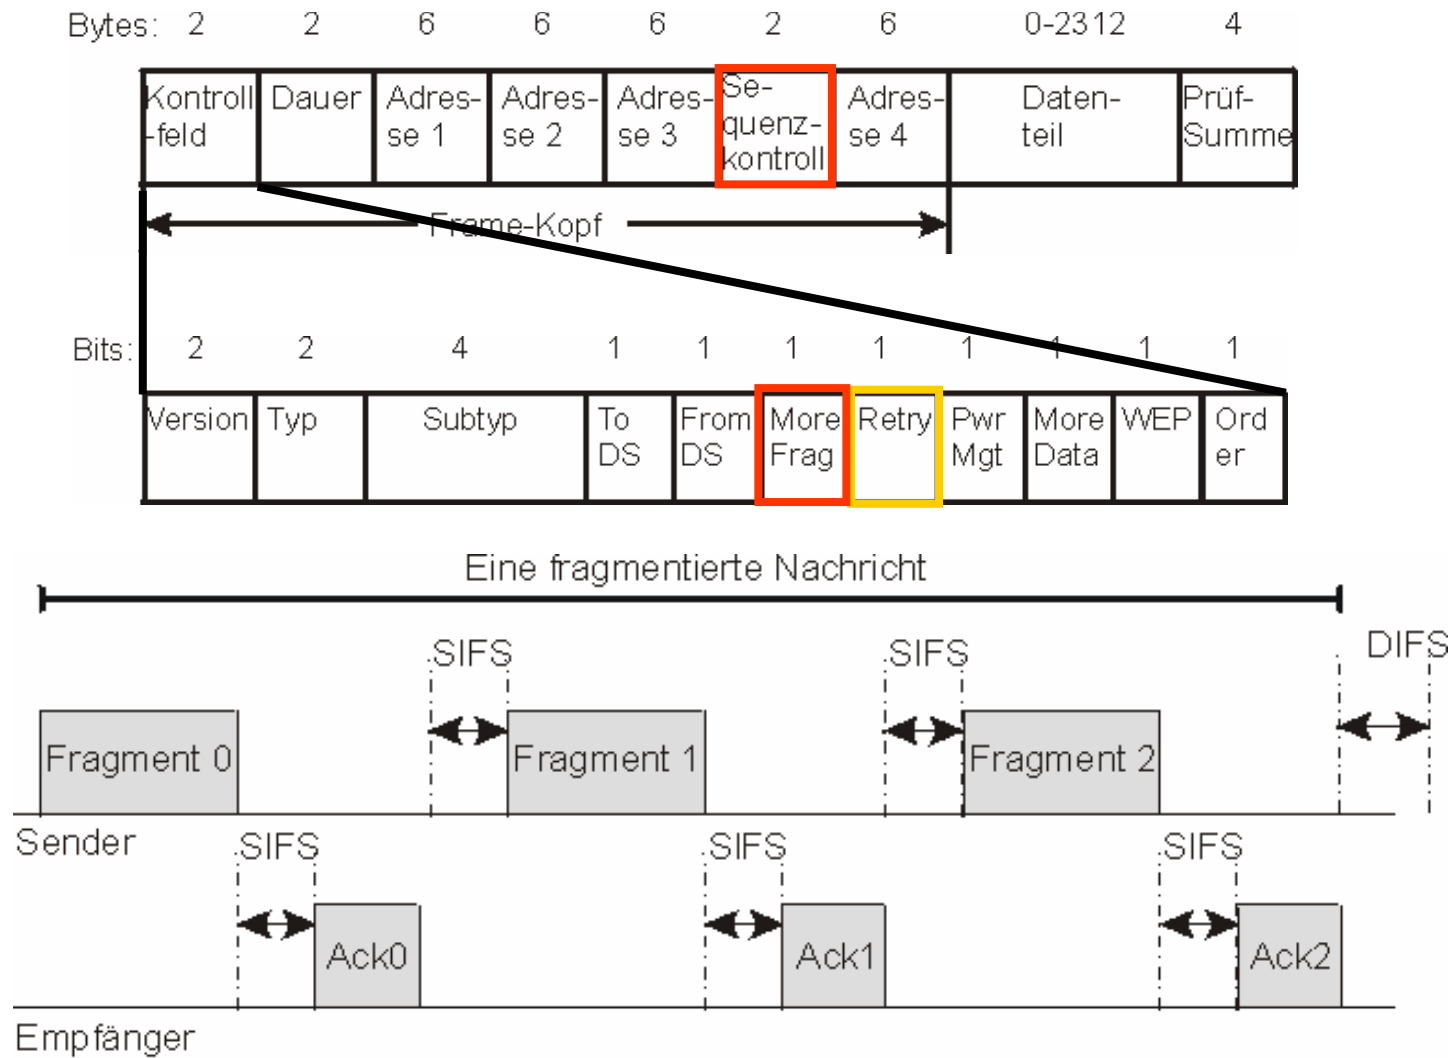 Bytes: 2 2 6 6 6 2 6 0-2312 4
Kontroll
-feld
Dauer
Adres-
se 1
Adres-
se 2
Adres-
se 3
Se-
quenz-
kontroll
Adres-
se 4
Daten-
teil
Prüf-
Summe
Frame-Kopf
Bits: 2 2 4 1 1 1 1 1 1 1 1
Version
Typ
Subtyp
To
DS
From
DS
More
Frag
Retry
Pwr
Mgt
More
Data
WEP
Ord
er
Eine fragmentierte Nachricht
SIFS SIFS DIFS
Fragment 0 Fragment 1 Fragment 2
Sender
SIFS SIFS SIFS
Ack0 Ack1 Ack2
Empfänger